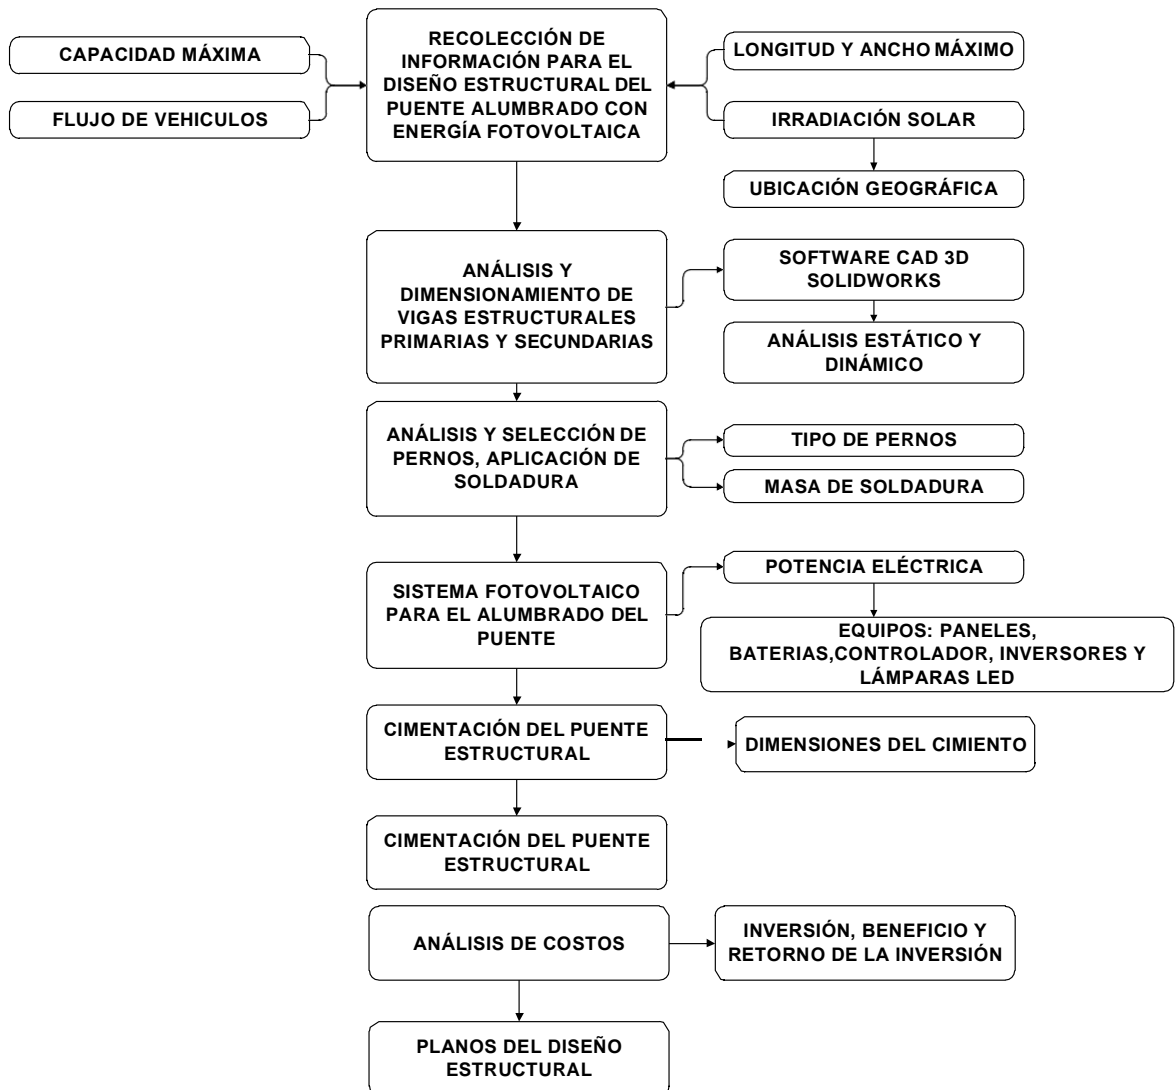 CAPACIDAD MÁXIMA
FLUJO DE VEHICULOS
RECOLECCIÓN DE
INFORMACIÓN PARA EL
DISEÑO ESTRUCTURAL DEL
PUENTE ALUMBRADO CON
ENERGÍA FOTOVOLTAICA
LONGITUD Y ANCHO MÁXIMO
IRRADIACIÓN SOLAR
UBICACIÓN GEOGRÁFICA
ANÁLISIS Y
DIMENSIONAMIENTO DE
VIGAS ESTRUCTURALES
PRIMARIAS Y SECUNDARIAS
SOFTWARE CAD 3D
SOLIDWORKS
ANÁLISIS ESTÁTICO Y
DINÁMICO
ANÁLISIS Y SELECCIÓN DE
PERNOS, APLICACIÓN DE
SOLDADURA
TIPO DE PERNOS
MASA DE SOLDADURA
SISTEMA FOTOVOLTAICO
PARA EL ALUMBRADO DEL
PUENTE
POTENCIA ELÉCTRICA
EQUIPOS: PANELES,
BATERIAS,CONTROLADOR, INVERSORES Y
LÁMPARAS LED
CIMENTACIÓN DEL PUENTE
ESTRUCTURAL
DIMENSIONES DEL CIMIENTO
CIMENTACIÓN DEL PUENTE
ESTRUCTURAL
ANÁLISIS DE COSTOS
INVERSIÓN, BENEFICIO Y
RETORNO DE LA INVERSIÓN
PLANOS DEL DISEÑO
ESTRUCTURAL